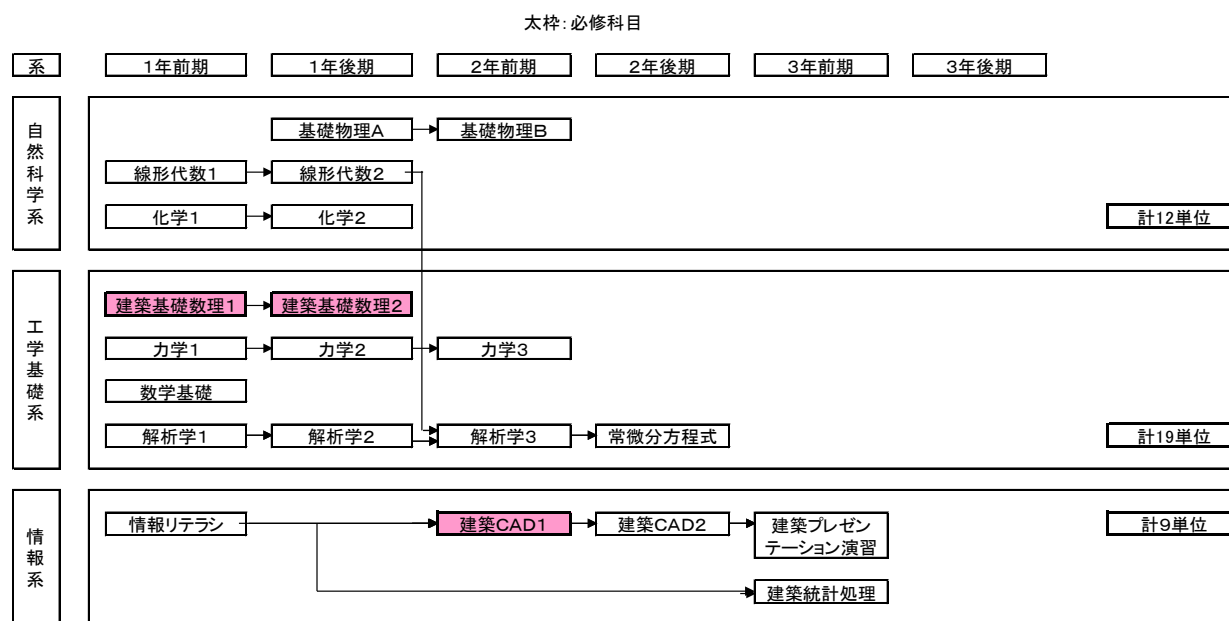 太枠:必修科目
系
1年前期
1年後期
2年前期
2年後期
3年前期
3年後期
自然科学系
基礎物理A
基礎物理B
線形代数1
線形代数2
化学1
化学2
計12単位
工学基礎系
建築基礎数理1
建築基礎数理2
力学1
力学2
力学3
数学基礎
解析学1
解析学2
解析学3
常微分方程式
計19単位
情報系
情報リテラシ
建築CAD1
建築CAD2
建築プレゼン
テーション演習
計9単位
建築統計処理